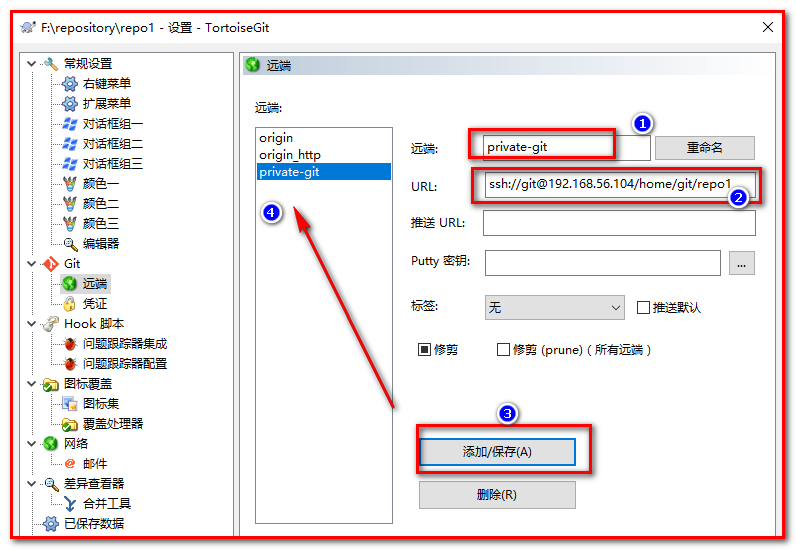 F:\repository\repo1 - 设置 - TortoiseGit
常规设置
右键菜单
扩展菜单
对话框组一
对话框组二
对话框组三
颜色一
颜色二
颜色三
编辑器
Git
远端
凭证
Hook 脚本
问题跟踪器集成
问题跟踪器配置
图标覆盖
图标集
覆盖处理器
网络
邮件
差异查看器
合并工具
已保存数据
远端
远端:
origin
origin_http
private-git
4
1
远端:
private-git
重命名
URL:
ssh://git@192.168.56.104/home/git/repo1
2
推送 URL:
Putty 密钥:
...
标签:
无
推送默认
修剪
修剪 (prune) ( 所有远端 )
3
添加/保存(A)
删除(R)